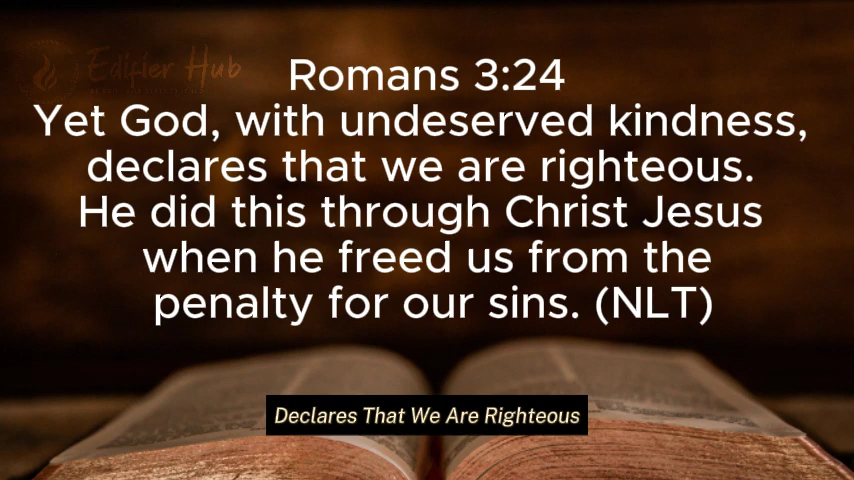 Edifier Hub
Romans 3:24
Yet God, with undeserved kindness,
declares that we are righteous.
He did this through Christ Jesus
when he freed us from the
penalty for our sins. (NLT)
Declares That We Are Righteous